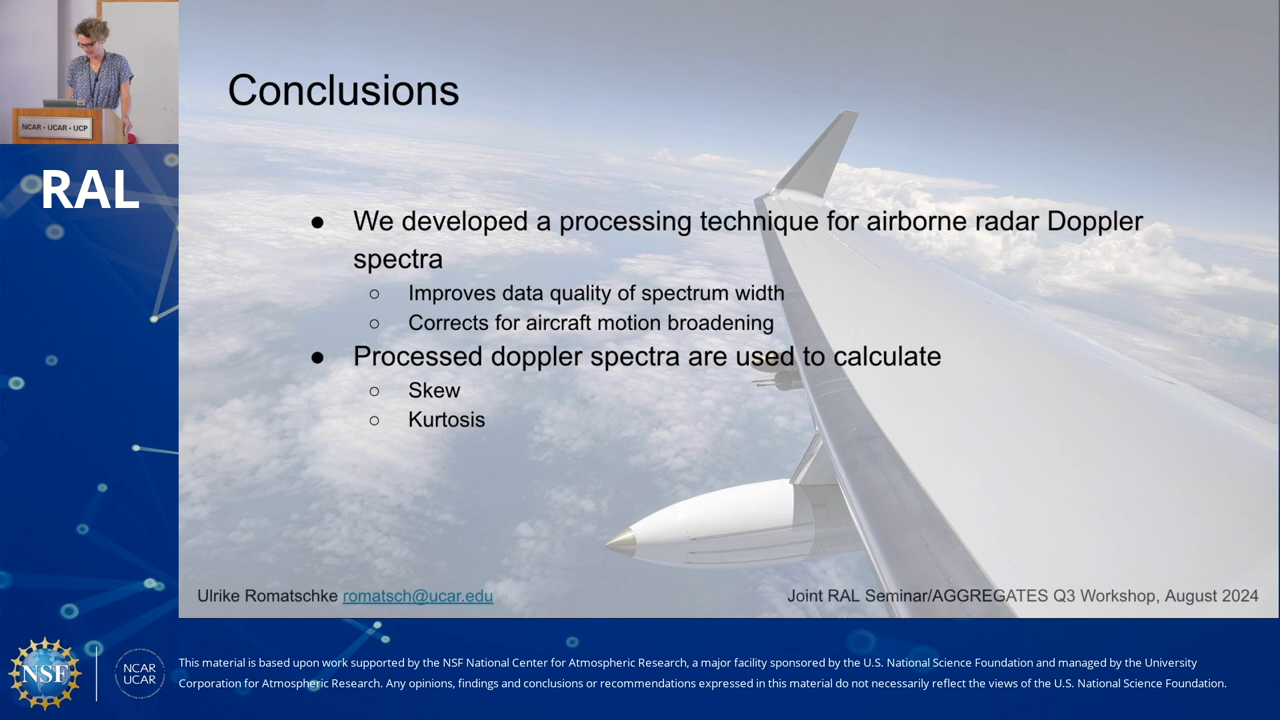 NCAR • UCAR • UCP
RAL
Conclusions
● We developed a processing technique for airborne radar Doppler
spectra
○ Improves data quality of spectrum width
○ Corrects for aircraft motion broadening
● Processed doppler spectra are used to calculate
○ Skew
○ Kurtosis
Ulrike Romatschke romatsch@ucar.edu
Joint RAL Seminar/AGGREGATES Q3 Workshop, August 2024
NSF
NCAR
UCAR
This material is based upon work supported by the NSF National Center for Atmospheric Research, a major facility sponsored by the U.S. National Science Foundation and managed by the University
Corporation for Atmospheric Research. Any opinions, findings and conclusions or recommendations expressed in this material do not necessarily reflect the views of the U.S. National Science Foundation.